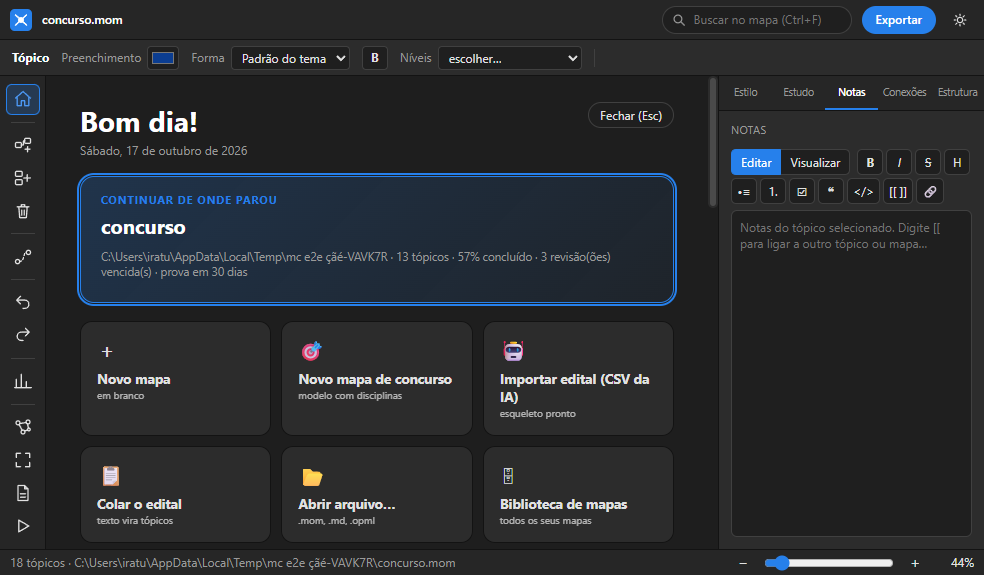 concurso.mom
Buscar no mapa (Ctrl+F)
Exportar
Tópico
Preenchimento
Forma
Padrão do tema
B
Níveis
escolher...
Bom dia!
Fechar (Esc)
Sábado, 17 de outubro de 2026
CONTINUAR DE ONDE PAROU
concurso
C:\Users\iratu\AppData\Local\Temp\mc e2e çãé-VAVK7R · 13 tópicos · 57% concluído · 3 revisão(ões)
vencida(s) · prova em 30 dias
Novo mapa
em branco
Novo mapa de concurso
modelo com disciplinas
Importar edital (CSV da
IA)
esqueleto pronto
Colar o edital
texto vira tópicos
Abrir arquivo...
.mom, .md, .opml
Biblioteca de mapas
todos os seus mapas
Estilo
Estudo
Notas
Conexões
Estrutura
NOTAS
Editar
Visualizar
B
I
S
H
1.
❝
</>
[[ ]]
Notas do tópico selecionado. Digite [[
para ligar a outro tópico ou mapa...
18 tópicos · C:\Users\iratu\AppData\Local\Temp\mc e2e çãé-VAVK7R\concurso.mom
44%